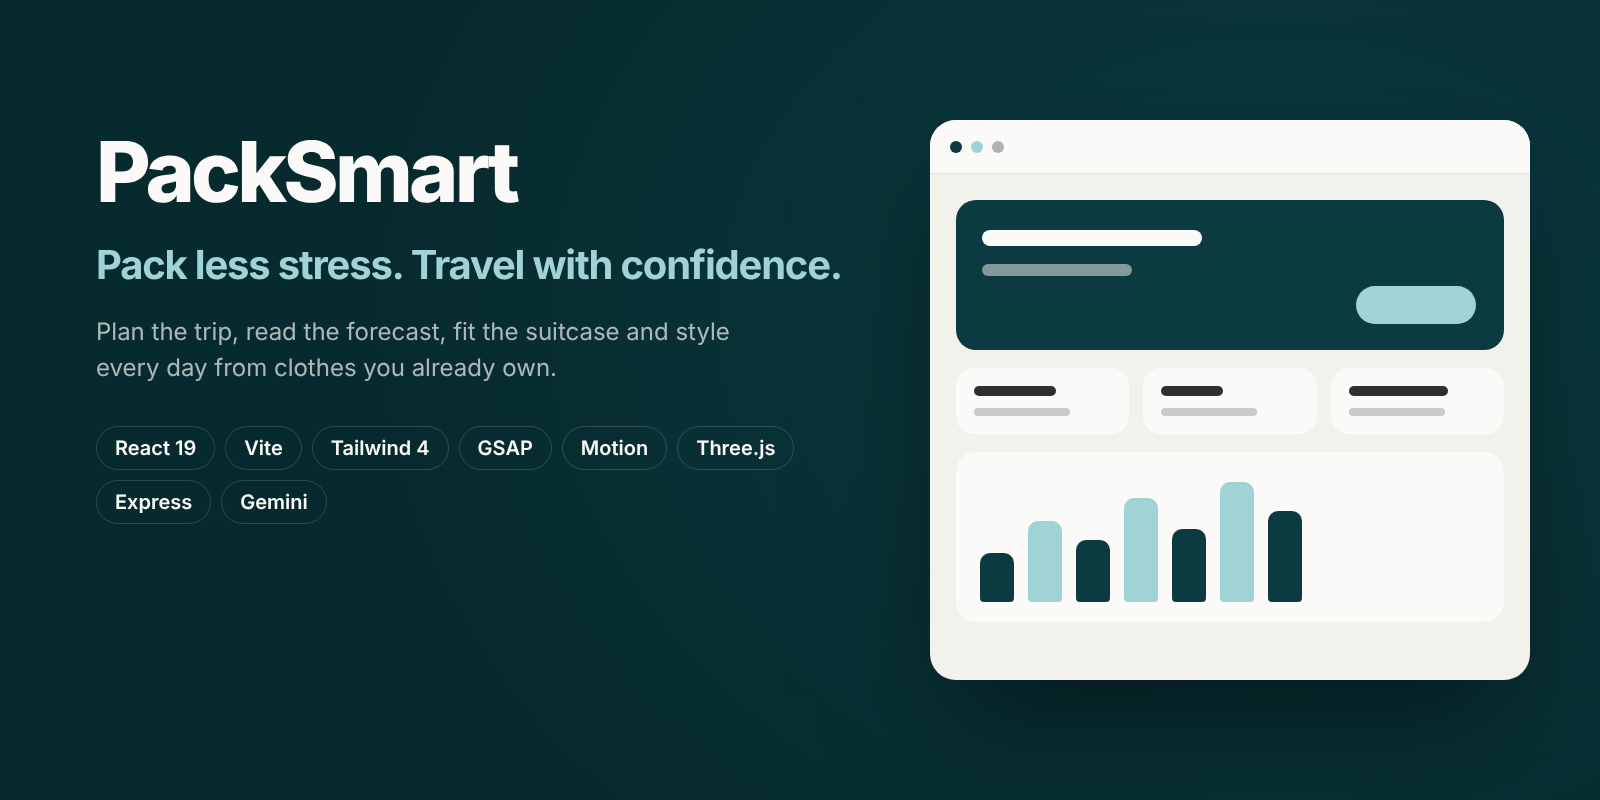 PackSmart
Pack less stress. Travel with confidence.
Plan the trip, read the forecast, fit the suitcase and style
every day from clothes you already own.
React 19 Vite Tailwind 4 GSAP Motion Three.js
Express Gemini